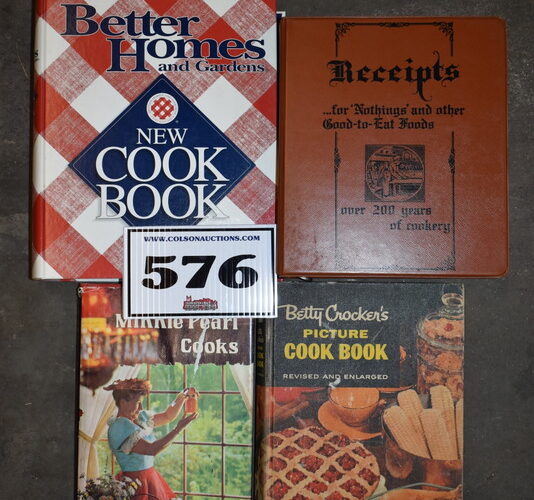 Better
Homes
and Gardens
NEW
COOK
BOOK
Receipts
...for 'Nothings' and other
Good-to-Eat Foods
over 200 years
of cookery
WWW.COLSONAUCTIONS.COM
576
Minnie Pearl
Cooks
Betty Crocker's
PICTURE
COOK BOOK
REVISED AND ENLARGED